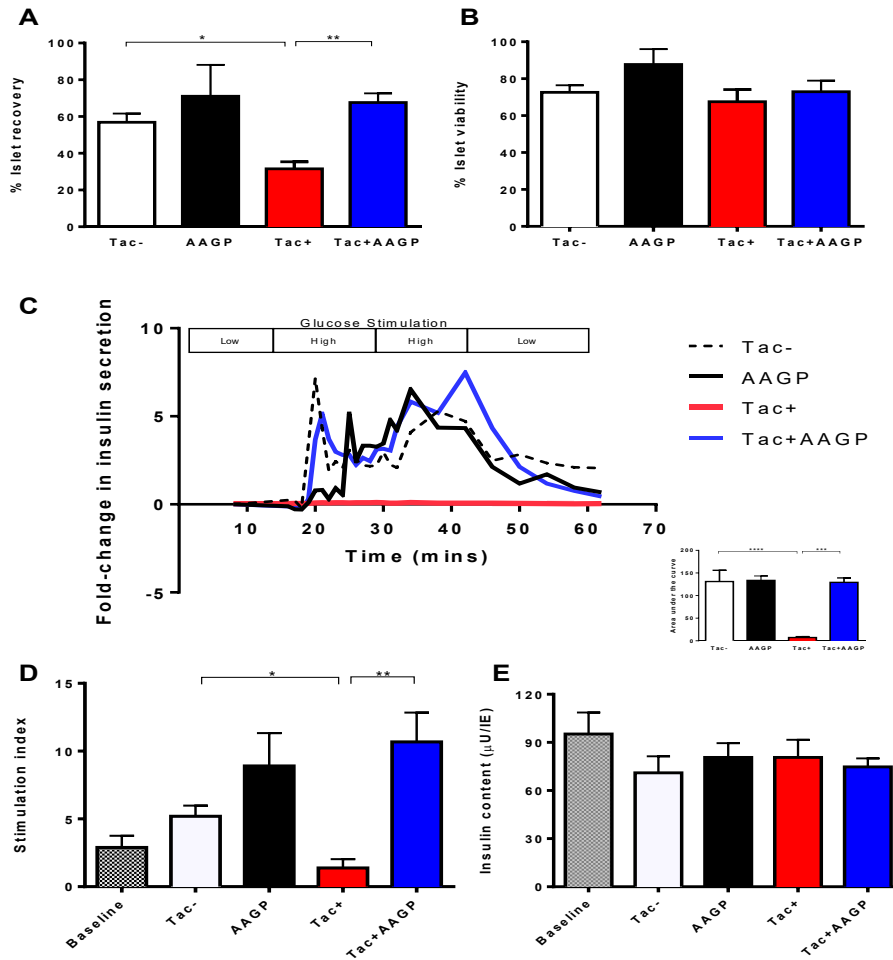 A
* **
% Islet recovery
100
80
60
40
20
0
Tac- AAGP Tac+ Tac+AAGP
B
% Islet viability
100
80
60
40
20
0
Tac- AAGP Tac+ Tac+AAGP
C
Fold-change in insulin secretion
Glucose Stimulation
Low High High Low
10
5
0
-5
10 20 30 40 50 60 70
Time (mins)
Tac-
AAGP
Tac+
Tac+AAGP
**** ***
Area under the curve
200
150
100
50
0
Tac- AAGP Tac+ Tac+AAGP
D
* **
Stimulation index
15
10
5
0
Baseline Tac- AAGP Tac+ Tac+AAGP
E
Insulin content (µU/IE)
120
90
60
30
0
Baseline Tac- AAGP Tac+ Tac+AAGP